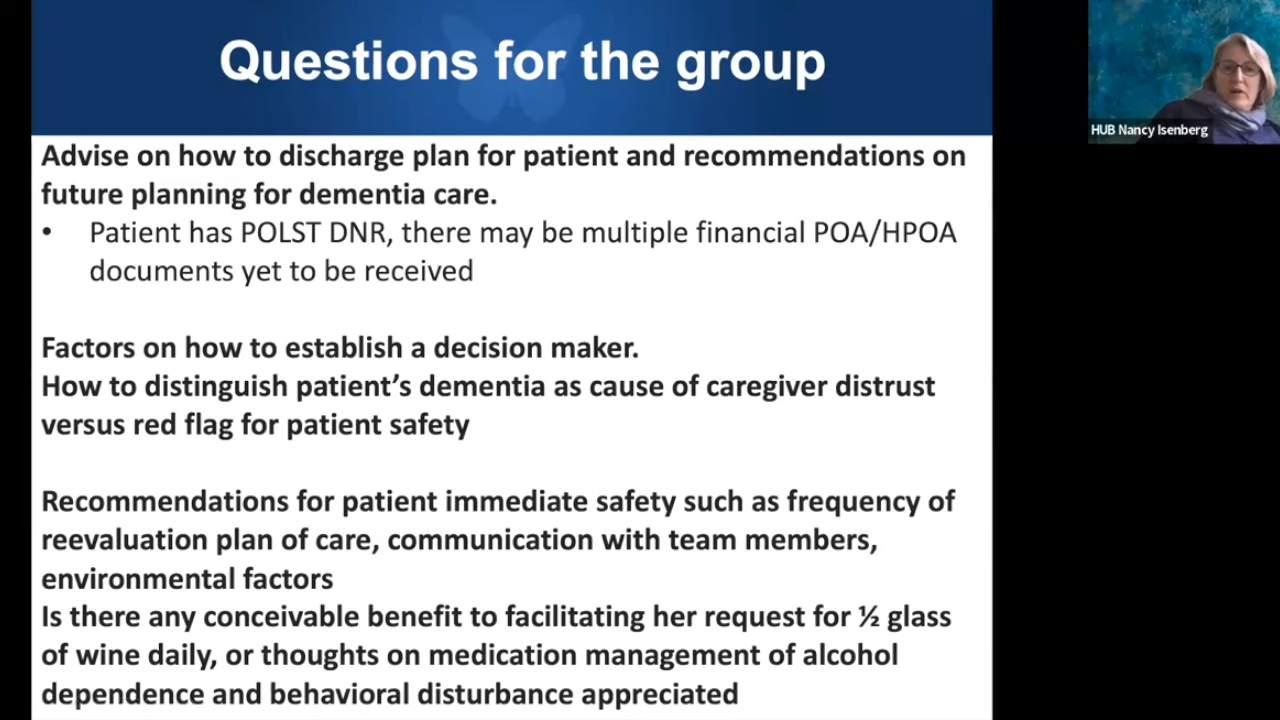 Questions for the group
HUB Nancy Isenberg
Advise on how to discharge plan for patient and recommendations on
future planning for dementia care.
• Patient has POLST DNR, there may be multiple financial POA/HPOA
documents yet to be received
Factors on how to establish a decision maker.
How to distinguish patient’s dementia as cause of caregiver distrust
versus red flag for patient safety
Recommendations for patient immediate safety such as frequency of
reevaluation plan of care, communication with team members,
environmental factors
Is there any conceivable benefit to facilitating her request for ½ glass
of wine daily, or thoughts on medication management of alcohol
dependence and behavioral disturbance appreciated